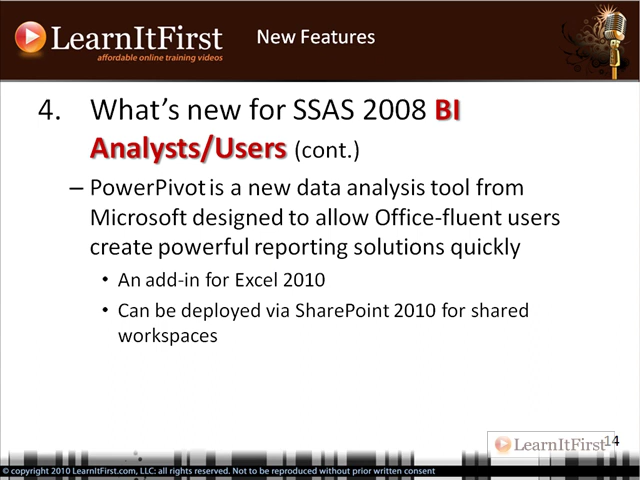 LearnItFirst
affordable online training videos
New Features
4. What's new for SSAS 2008 BI
Analysts/Users (cont.)
– PowerPivot is a new data analysis tool from
Microsoft designed to allow Office-fluent users
create powerful reporting solutions quickly
• An add-in for Excel 2010
• Can be deployed via SharePoint 2010 for shared
workspaces
LearnItFirst
14
© copyright 2010 LearnItFirst.com, LLC: all rights reserved. Not to be reproduced without prior written consent